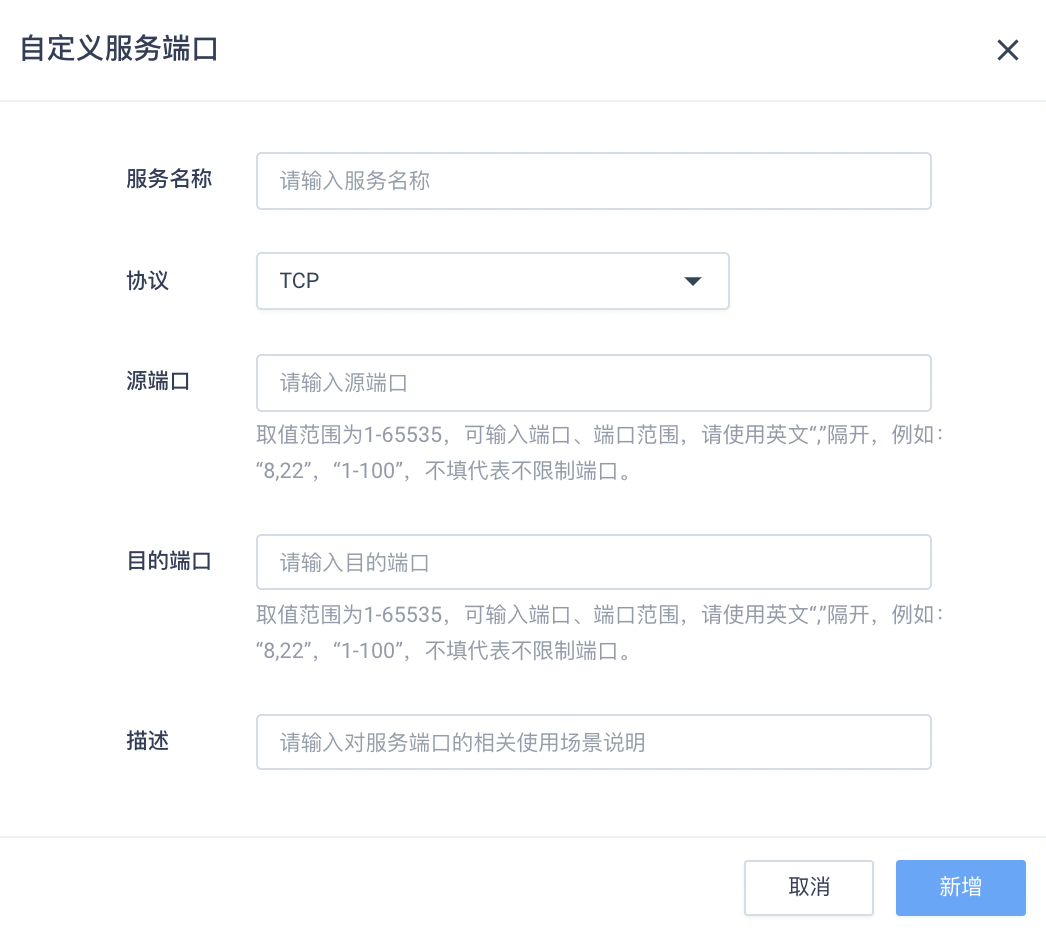 自定义服务端口
服务名称
请输入服务名称
协议
TCP
源端口
请输入源端口
取值范围为1-65535，可输入端口、端口范围，请使用英文“,”隔开，例如：
“8,22”，“1-100”，不填代表不限制端口。
目的端口
请输入目的端口
取值范围为1-65535，可输入端口、端口范围，请使用英文“,”隔开，例如：
“8,22”，“1-100”，不填代表不限制端口。
描述
请输入对服务端口的相关使用场景说明
取消
新增